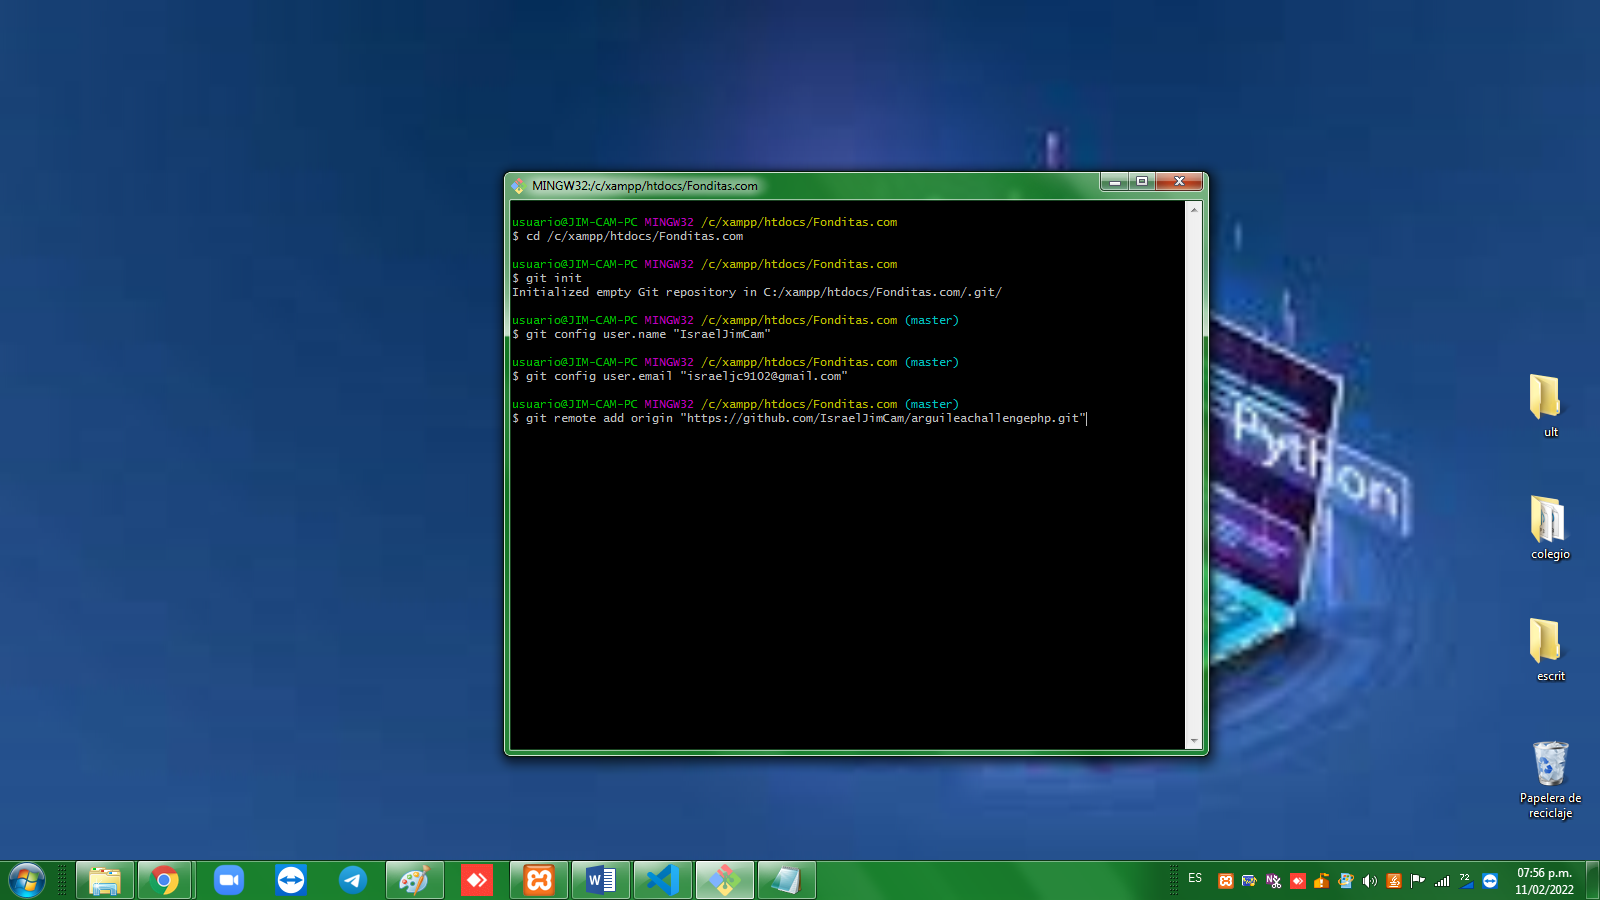 MINGW32:/c/xampp/htdocs/Fonditas.com
usuario@JIM-CAM-PC MINGW32 /c/xampp/htdocs/Fonditas.com
$ cd /c/xampp/htdocs/Fonditas.com
usuario@JIM-CAM-PC MINGW32 /c/xampp/htdocs/Fonditas.com
$ git init
Initialized empty Git repository in C:/xampp/htdocs/Fonditas.com/.git/
usuario@JIM-CAM-PC MINGW32 /c/xampp/htdocs/Fonditas.com (master)
$ git config user.name "IsraelJimCam"
usuario@JIM-CAM-PC MINGW32 /c/xampp/htdocs/Fonditas.com (master)
$ git config user.email "israeljc9102@gmail.com"
usuario@JIM-CAM-PC MINGW32 /c/xampp/htdocs/Fonditas.com (master)
$ git remote add origin "https://github.com/IsraelJimCam/arguileachallengephp.git"
Python
ult
colegio
escrit
Papelera de
reciclaje
ES
72
07:56 p.m.
11/02/2022